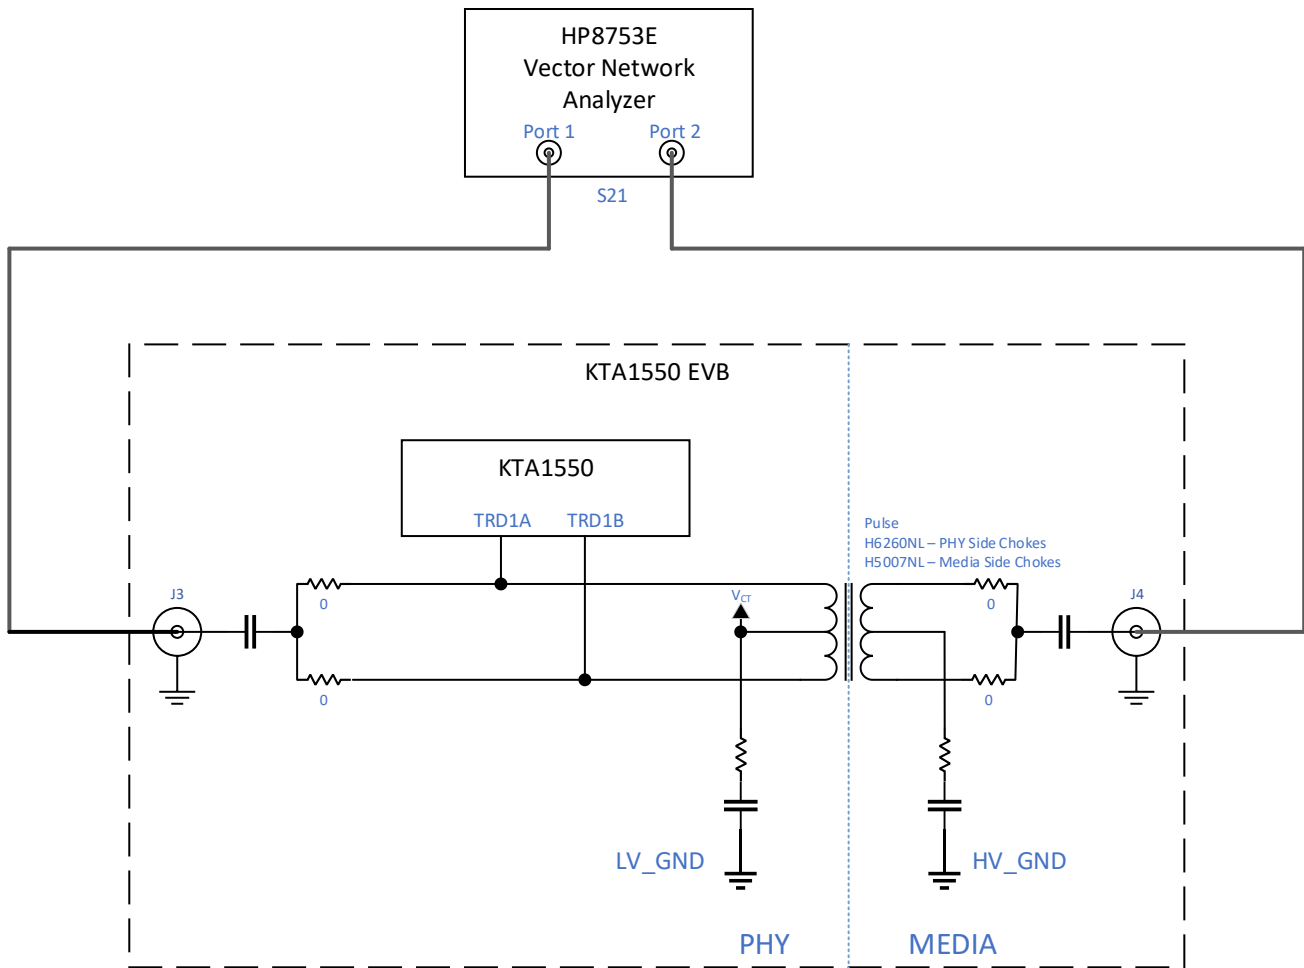 HP8753E
Vector Network
Analyzer
Port 1
Port 2
S21
KTA1550 EVB
KTA1550
TRD1A
TRD1B
Pulse
H6260NL – PHY Side Chokes
H5007NL – Media Side Chokes
J3
0
VCT
0
J4
0
0
LV_GND
HV_GND
PHY
MEDIA